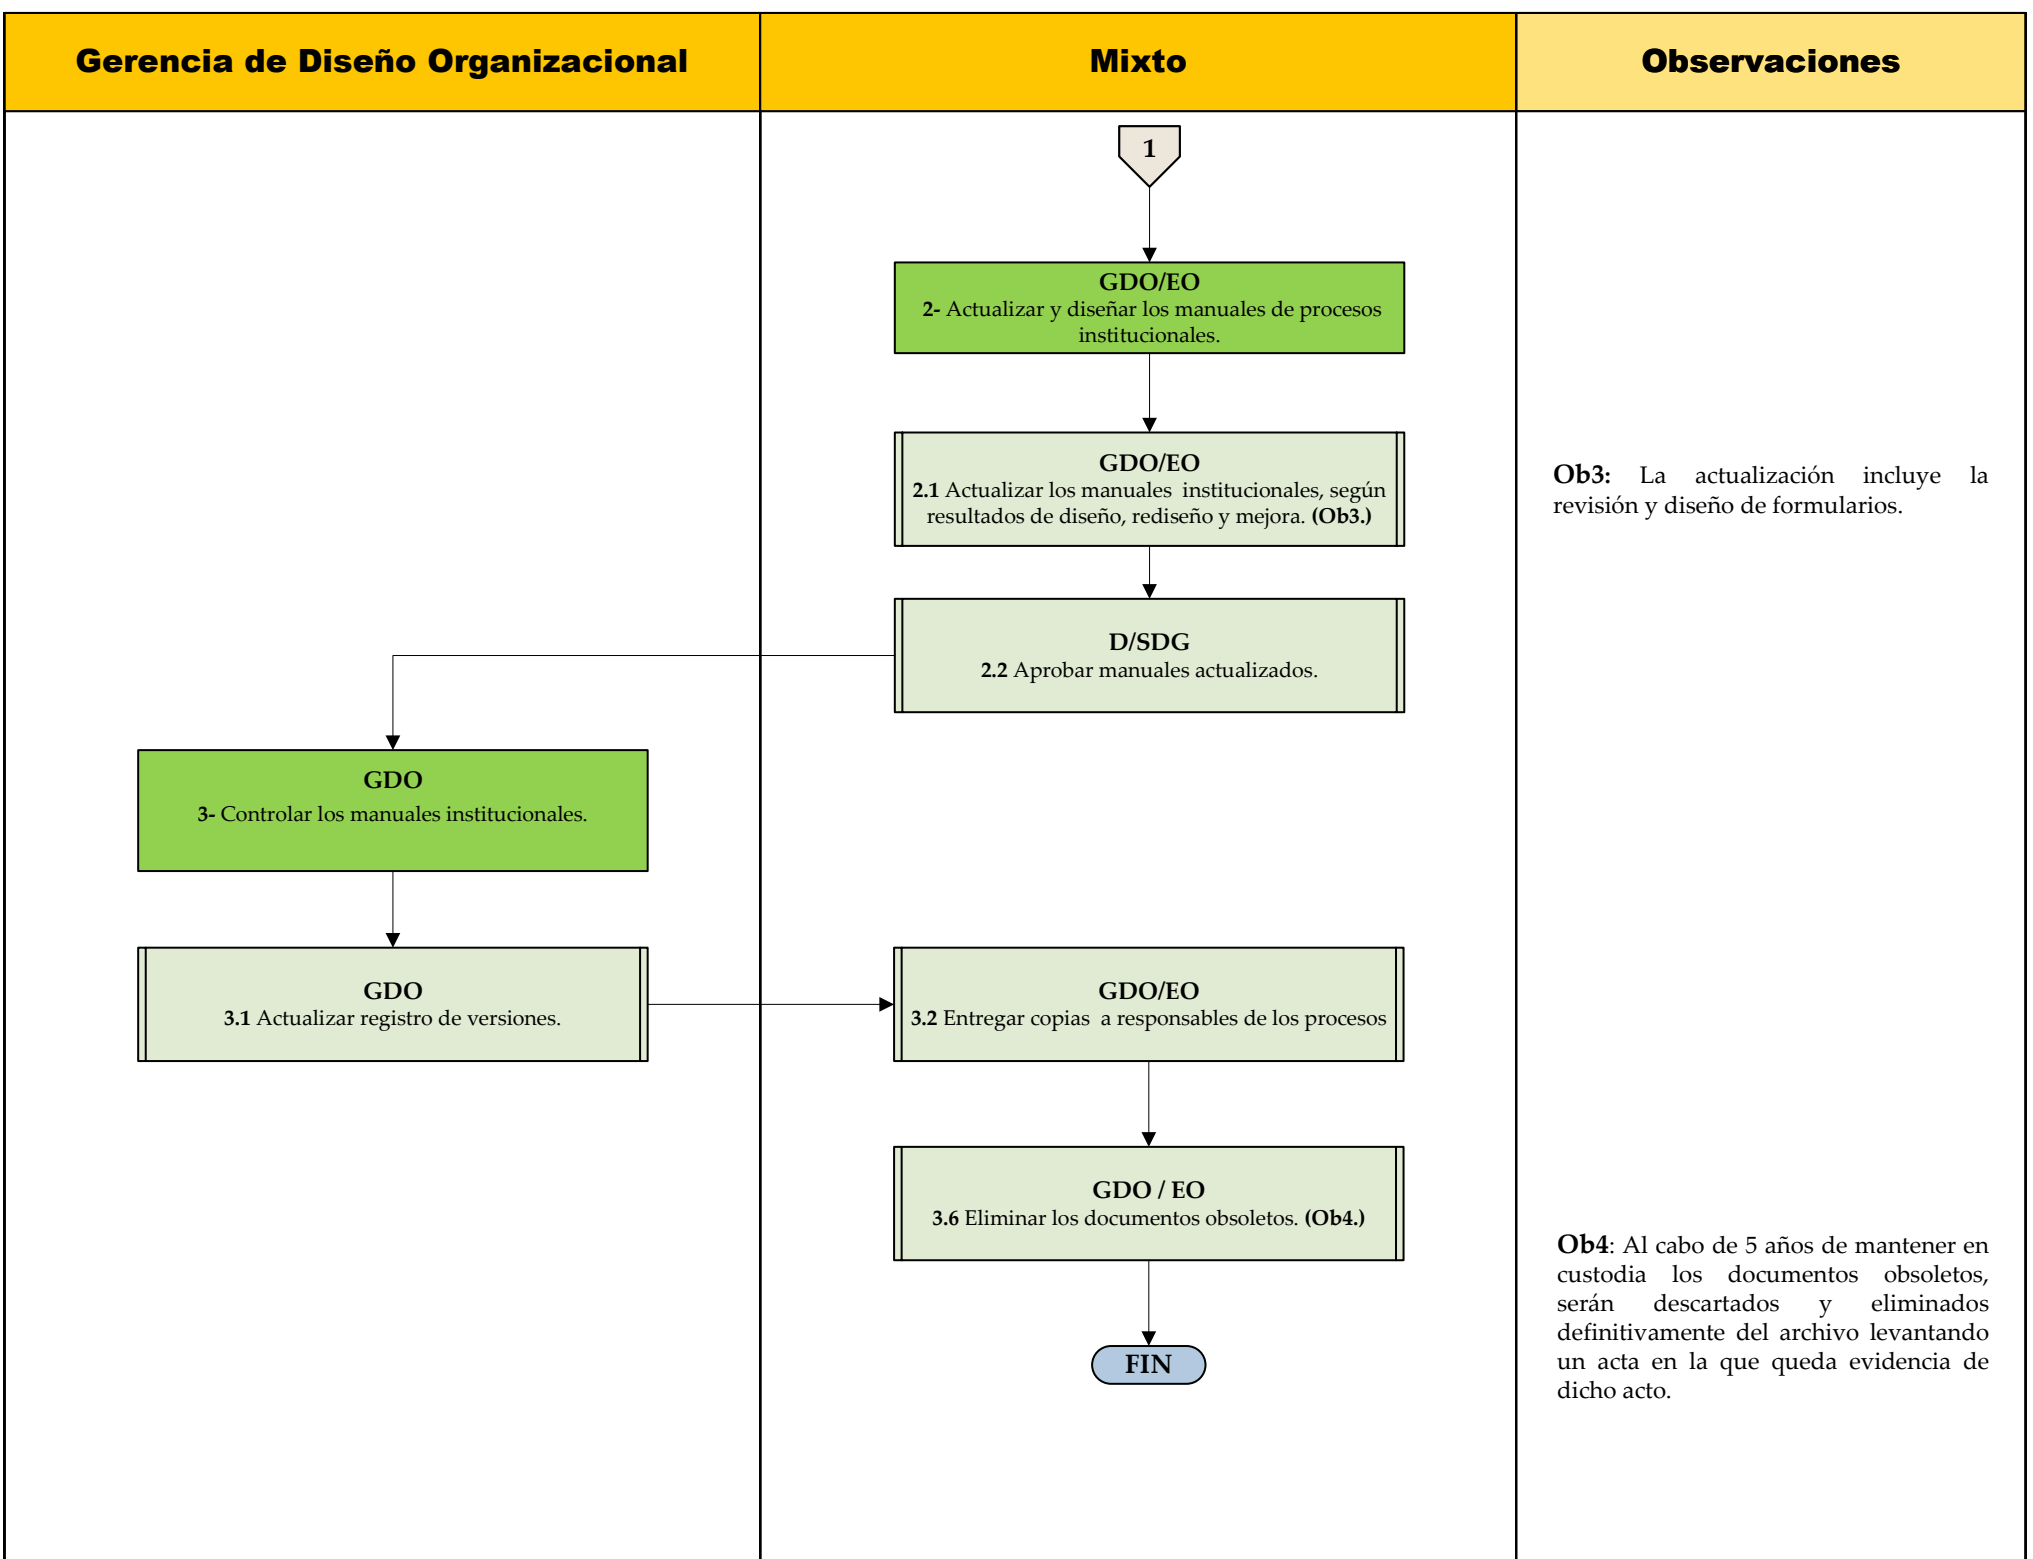 Gerencia de Diseño Organizacional
Mixto
Observaciones
1
GDO/EO
2- Actualizar y diseñar los manuales de procesos
institucionales.
GDO/EO
2.1 Actualizar los manuales institucionales, según
resultados de diseño, rediseño y mejora. (Ob3.)
Ob3: La actualización incluye la
revisión y diseño de formularios.
D/SDG
2.2 Aprobar manuales actualizados.
GDO
3- Controlar los manuales institucionales.
GDO
3.1 Actualizar registro de versiones.
GDO/EO
3.2 Entregar copias a responsables de los procesos
GDO / EO
3.6 Eliminar los documentos obsoletos. (Ob4.)
Ob4: Al cabo de 5 años de mantener en
custodia los documentos obsoletos,
serán descartados y eliminados
definitivamente del archivo levantando
un acta en la que queda evidencia de
dicho acto.
FIN